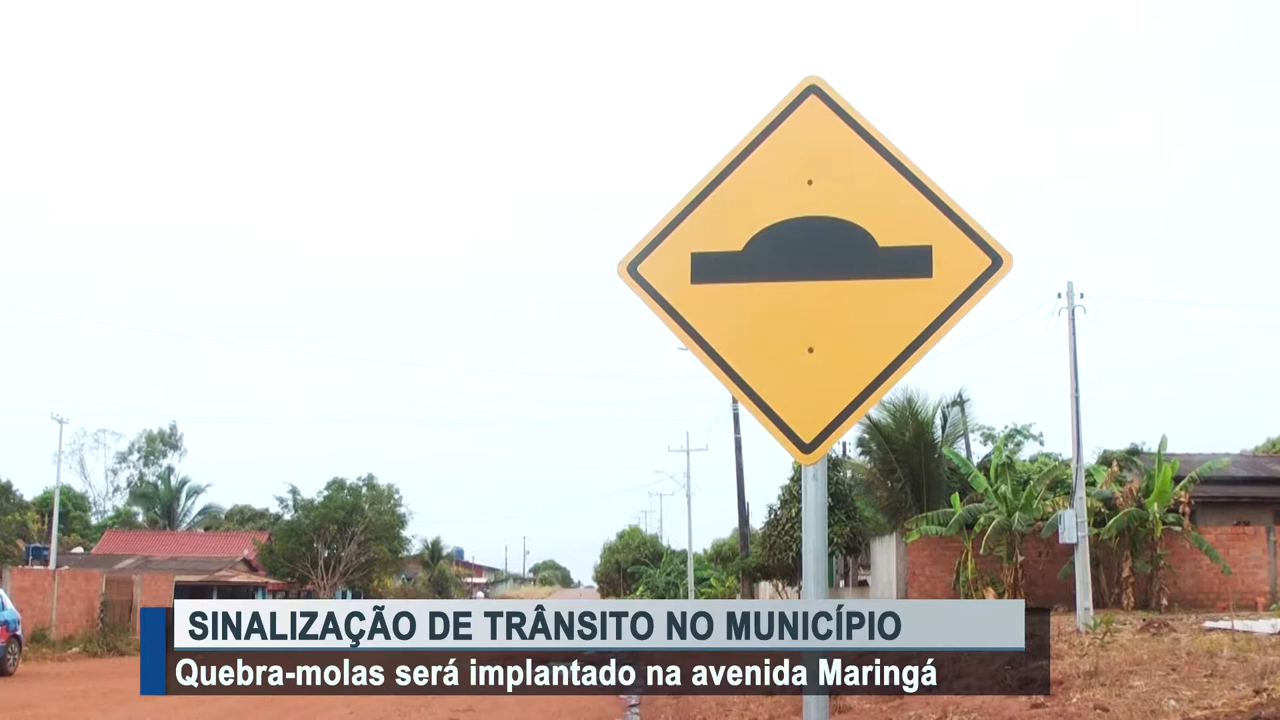 SINALIZAÇÃO DE TRÂNSITO NO MUNICÍPIO
Quebra-molas será implantado na avenida Maringá